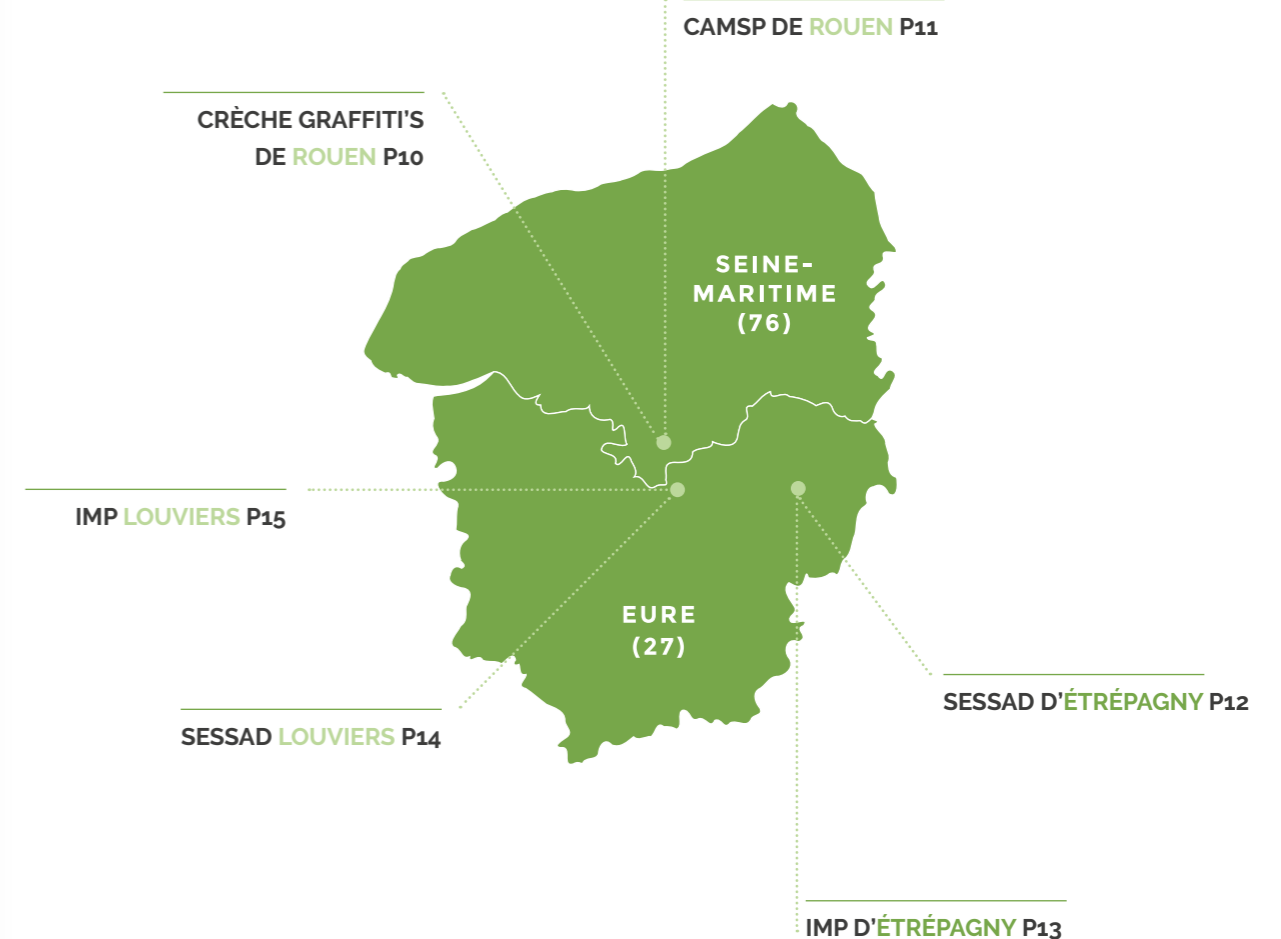 CAMSP DE ROUEN P11
CRÈCHE GRAFFITI'S
DE ROUEN P10
SEINE-
MARITIME
(76)
IMP LOUVIERS P15
EURE
(27)
SESSAD D'ÉTRÉPAGNY P12
SESSAD LOUVIERS P14
IMP D'ÉTRÉPAGNY P13